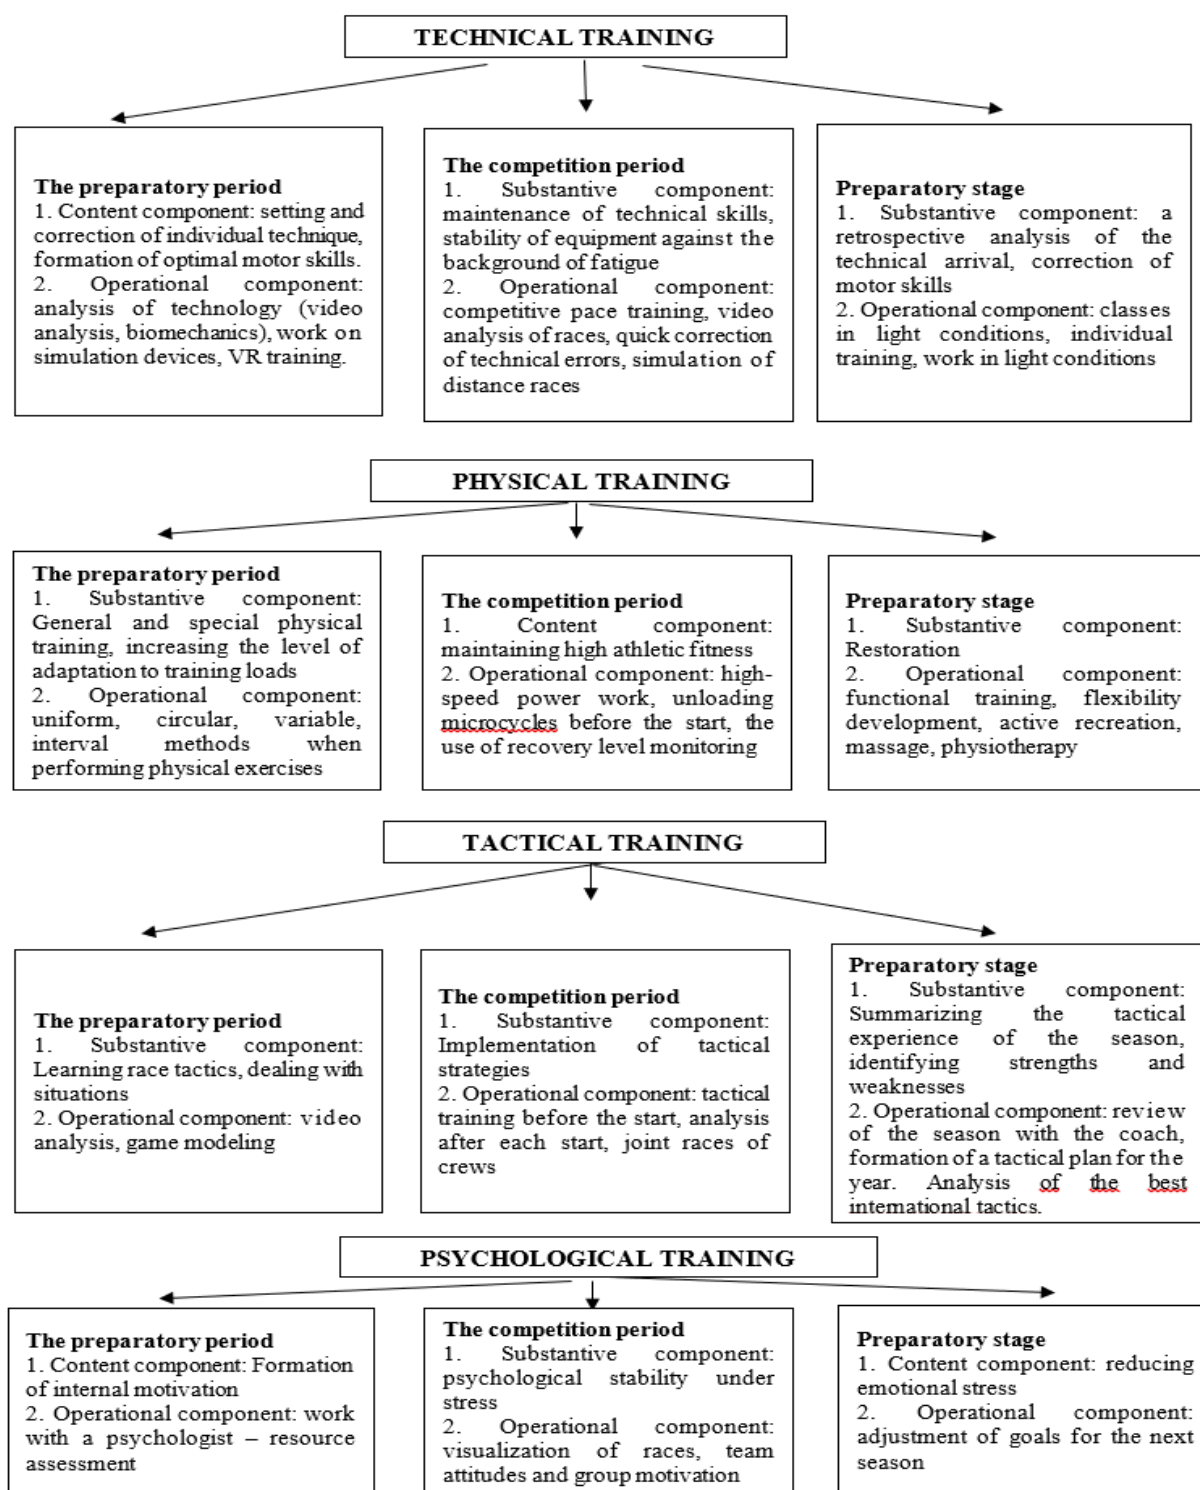 TECHNICAL TRAINING
The preparatory period
1. Content component: setting and
correction of individual technique,
formation of optimal motor skills.
2. Operational component:
analysis of technology (video
analysis, biomechanics), work on
simulation devices, VR training.
The competition period
1. Substantive component:
maintenance of technical skills,
stability of equipment against the
background of fatigue
2. Operational component:
competitive pace training, video
analysis of races, quick correction
of technical errors, simulation of
distance races
Preparatory stage
1. Substantive component: a
retrospective analysis of the
technical arrival, correction of
motor skills
2. Operational component: classes
in light conditions, individual
training, work in light conditions
PHYSICAL TRAINING
The preparatory period
1. Substantive component:
General and special physical
training, increasing the level of
adaptation to training loads
2. Operational component:
uniform, circular, variable,
interval methods when
performing physical exercises
The competition period
1. Content component:
maintaining high athletic fitness
2. Operational component: high-
speed power work, unloading
microcycles before the start, the
use of recovery level monitoring
Preparatory stage
1. Substantive component:
Restoration
2. Operational component:
functional training, flexibility
development, active recreation,
massage, physiotherapy
TACTICAL TRAINING
The preparatory period
1. Substantive component:
Learning race tactics, dealing with
situations
2. Operational component: video
analysis, game modeling
The competition period
1. Substantive component:
Implementation of tactical
strategies
2. Operational component: tactical
training before the start, analysis
after each start, joint races of
crews
Preparatory stage
1. Substantive component:
Summarizing the tactical
experience of the season,
identifying strengths and
weaknesses
2. Operational component: review
of the season with the coach,
formation of a tactical plan for the
year. Analysis of the best
international tactics.
PSYCHOLOGICAL TRAINING
The preparatory period
1. Content component: Formation
of internal motivation
2. Operational component: work
with a psychologist – resource
assessment
The competition period
1. Substantive component:
psychological stability under
stress
2. Operational component:
visualization of races, team
attitudes and group motivation
Preparatory stage
1. Content component: reducing
emotional stress
2. Operational component:
adjustment of goals for the next
season